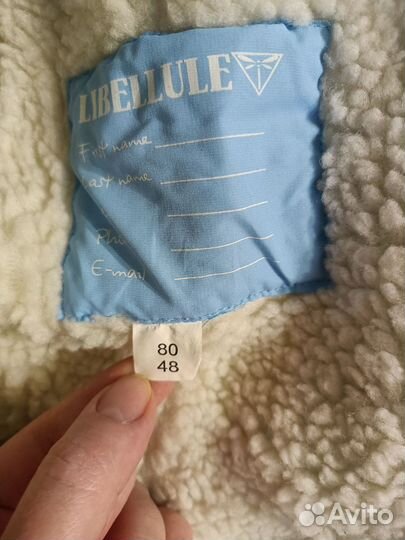 LIBELLULE
First name
Last name
E-mail
80
48
Avito